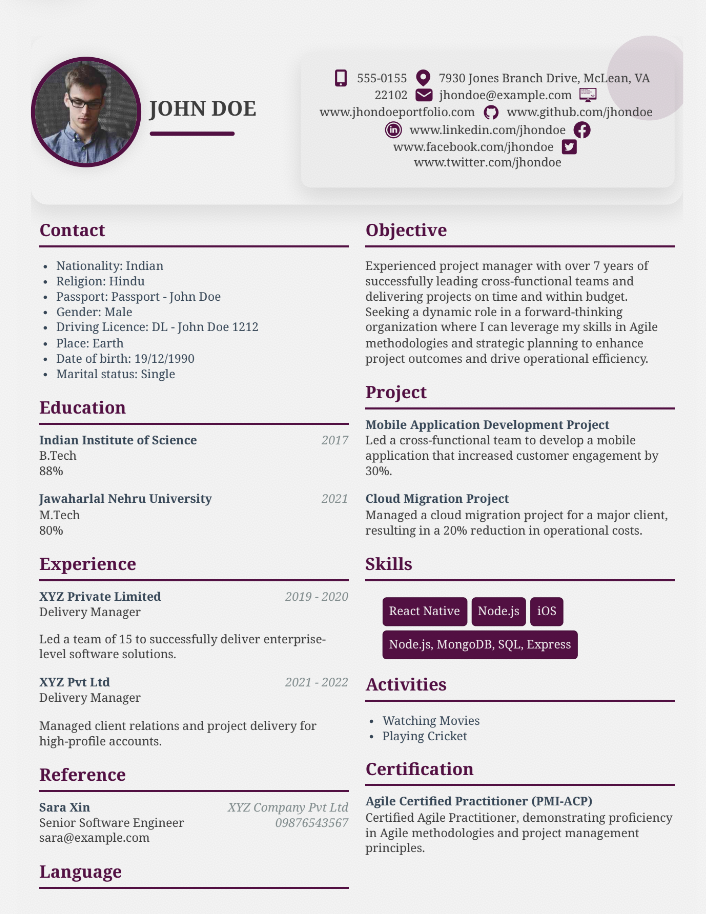 JOHN DOE
555-0155 7930 Jones Branch Drive, McLean, VA
22102 jhondoe@example.com
www.jhondoeportfolio.com www.github.com/jhondoe
www.linkedin.com/jhondoe
www.facebook.com/jhondoe
www.twitter.com/jhondoe
Contact
• Nationality: Indian
• Religion: Hindu
• Passport: Passport - John Doe
• Gender: Male
• Driving Licence: DL - John Doe 1212
• Place: Earth
• Date of birth: 19/12/1990
• Marital status: Single
Education
Indian Institute of Science 2017
B.Tech
88%
Jawaharlal Nehru University 2021
M.Tech
80%
Experience
XYZ Private Limited 2019 - 2020
Delivery Manager
Led a team of 15 to successfully deliver enterprise-
level software solutions.
XYZ Pvt Ltd 2021 - 2022
Delivery Manager
Managed client relations and project delivery for
high-profile accounts.
Reference
Sara Xin XYZ Company Pvt Ltd
Senior Software Engineer 09876543567
sara@example.com
Language
Objective
Experienced project manager with over 7 years of
successfully leading cross-functional teams and
delivering projects on time and within budget.
Seeking a dynamic role in a forward-thinking
organization where I can leverage my skills in Agile
methodologies and strategic planning to enhance
project outcomes and drive operational efficiency.
Project
Mobile Application Development Project
Led a cross-functional team to develop a mobile
application that increased customer engagement by
30%.
Cloud Migration Project
Managed a cloud migration project for a major client,
resulting in a 20% reduction in operational costs.
Skills
React Native Node.js iOS
Node.js, MongoDB, SQL, Express
Activities
• Watching Movies
• Playing Cricket
Certification
Agile Certified Practitioner (PMI-ACP)
Certified Agile Practitioner, demonstrating proficiency
in Agile methodologies and project management
principles.